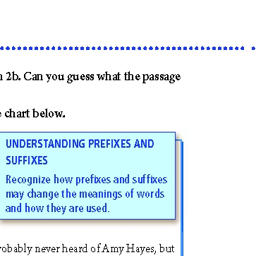 2b. Can you guess what the passage
chart below.
UNDERSTANDING PREFIXES AND
SUFFIXES
Recognize how prefixes and suffixes
may change the meanings of words
and how they are used.
robably never heard of Amy Hayes, but